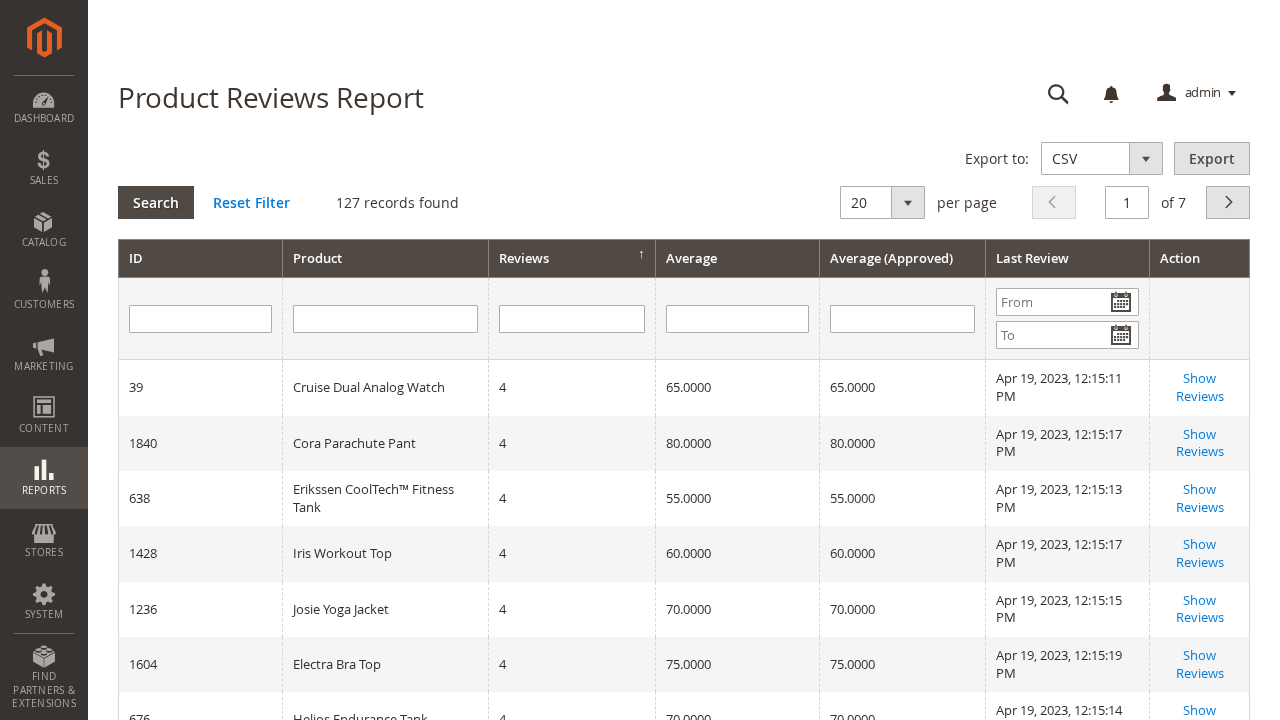 DASHBOARD
SALES
CATALOG
CUSTOMERS
MARKETING
CONTENT
REPORTS
STORES
SYSTEM
FIND
PARTNERS &
EXTENSIONS
Product Reviews Report
admin
Export to: CSV Export
Search Reset Filter 127 records found 20 per page 1 of 7
ID Product Reviews ↑ Average Average (Approved) Last Review Action
From
To
39 Cruise Dual Analog Watch 4 65.0000 65.0000 Apr 19, 2023, 12:15:11 PM Show Reviews
1840 Cora Parachute Pant 4 80.0000 80.0000 Apr 19, 2023, 12:15:17 PM Show Reviews
638 Erikssen CoolTech™ Fitness Tank 4 55.0000 55.0000 Apr 19, 2023, 12:15:13 PM Show Reviews
1428 Iris Workout Top 4 60.0000 60.0000 Apr 19, 2023, 12:15:17 PM Show Reviews
1236 Josie Yoga Jacket 4 70.0000 70.0000 Apr 19, 2023, 12:15:15 PM Show Reviews
1604 Electra Bra Top 4 75.0000 75.0000 Apr 19, 2023, 12:15:19 PM Show Reviews
676 Helios Endurance Tank 4 70.0000 70.0000 Apr 19, 2023, 12:15:14 Show